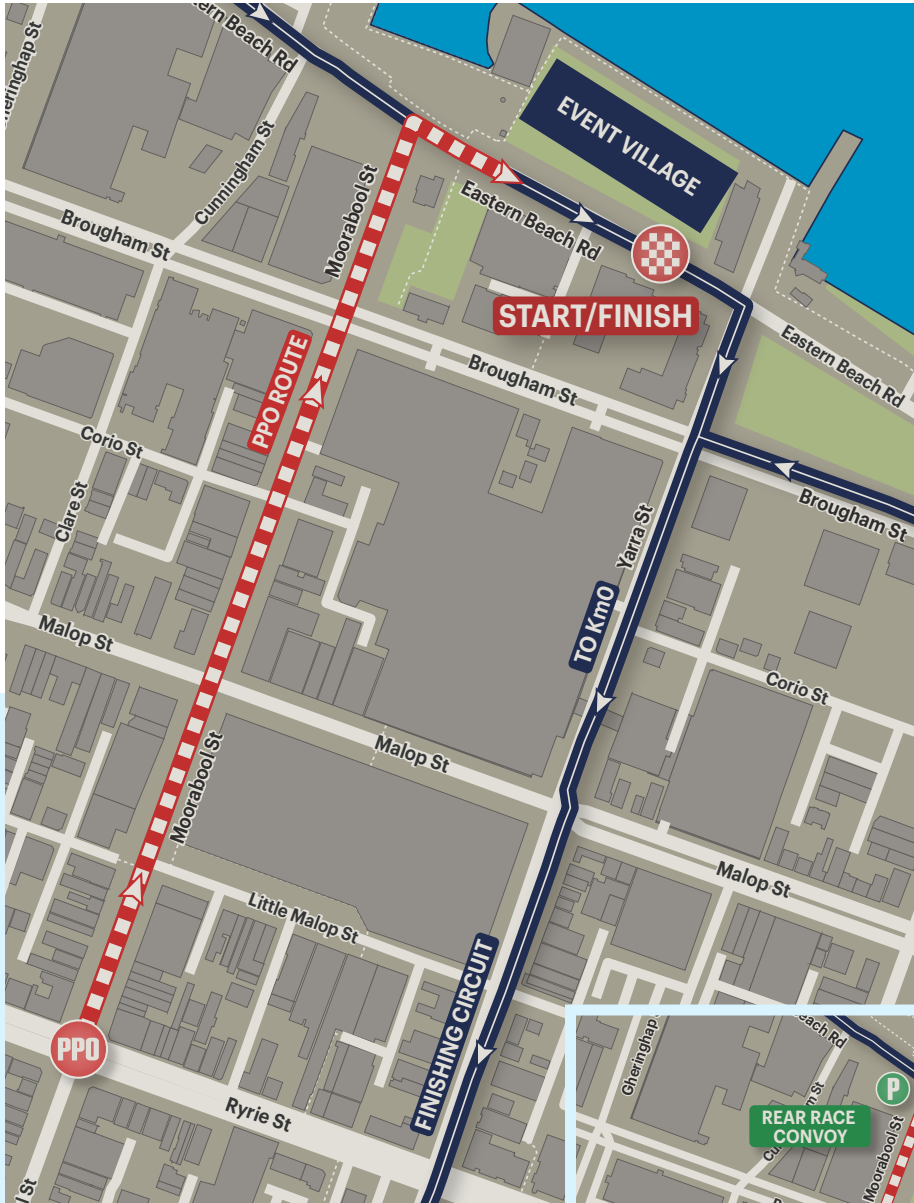 Eastern Beach Rd
Gheringhap St
Cunningham St
EVENT VILLAGE
Moorabool St
Eastern Beach Rd
Brougham St
START/FINISH
Eastern Beach Rd
PPO ROUTE
Brougham St
Corio St
Clare St
Yarra St
Brougham St
TO Km0
Malop St
Corio St
Moorabool St
Malop St
Malop St
Little Malop St
FINISHING CIRCUIT
PPO
Ryrie St
Gheringhap
Beach Rd
P
REAR RACE
CONVOY
Moorabool St